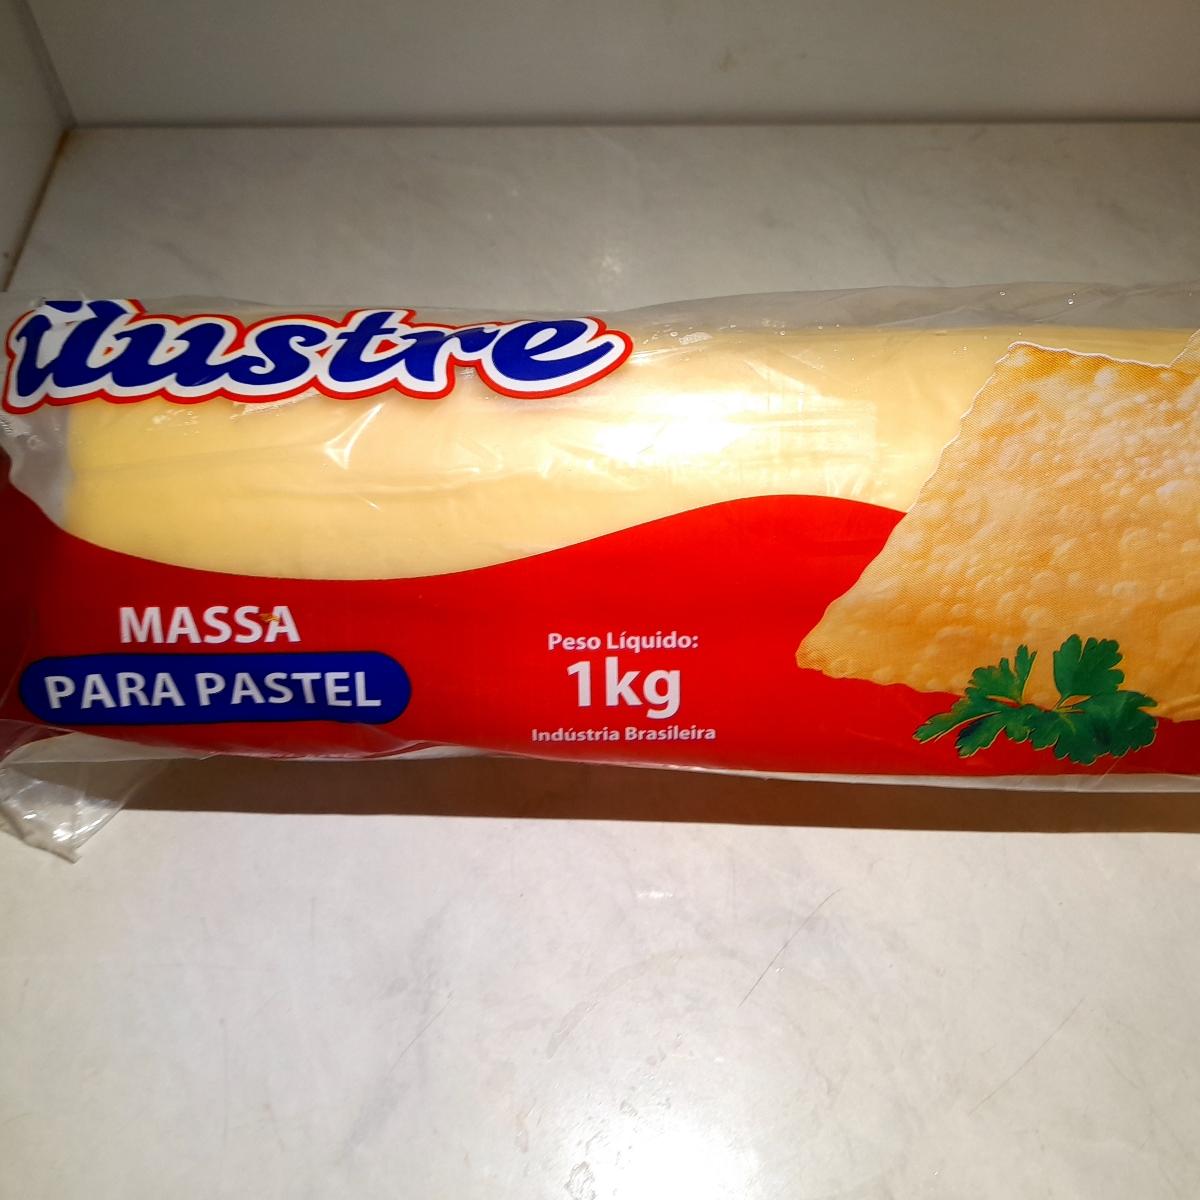 ilustre
MASSA
PARA PASTEL
Peso Líquido:
1kg
Indústria Brasileira